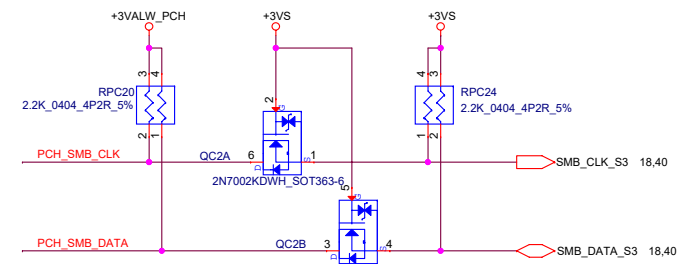 +3VALW_PCH
+3VS
+3VS
3
4
2
4
3
RPC20
2.2K_0404_4P2R_5%
G
RPC24
2.2K_0404_4P2R_5%
2
1
1
2
PCH_SMB_CLK
QC2A
6
D
S
1
SMB_CLK_S3 18,40
2N7002KDWH_SOT363-6
5
G
PCH_SMB_DATA
QC2B
3
D
S
4
SMB_DATA_S3 18,40